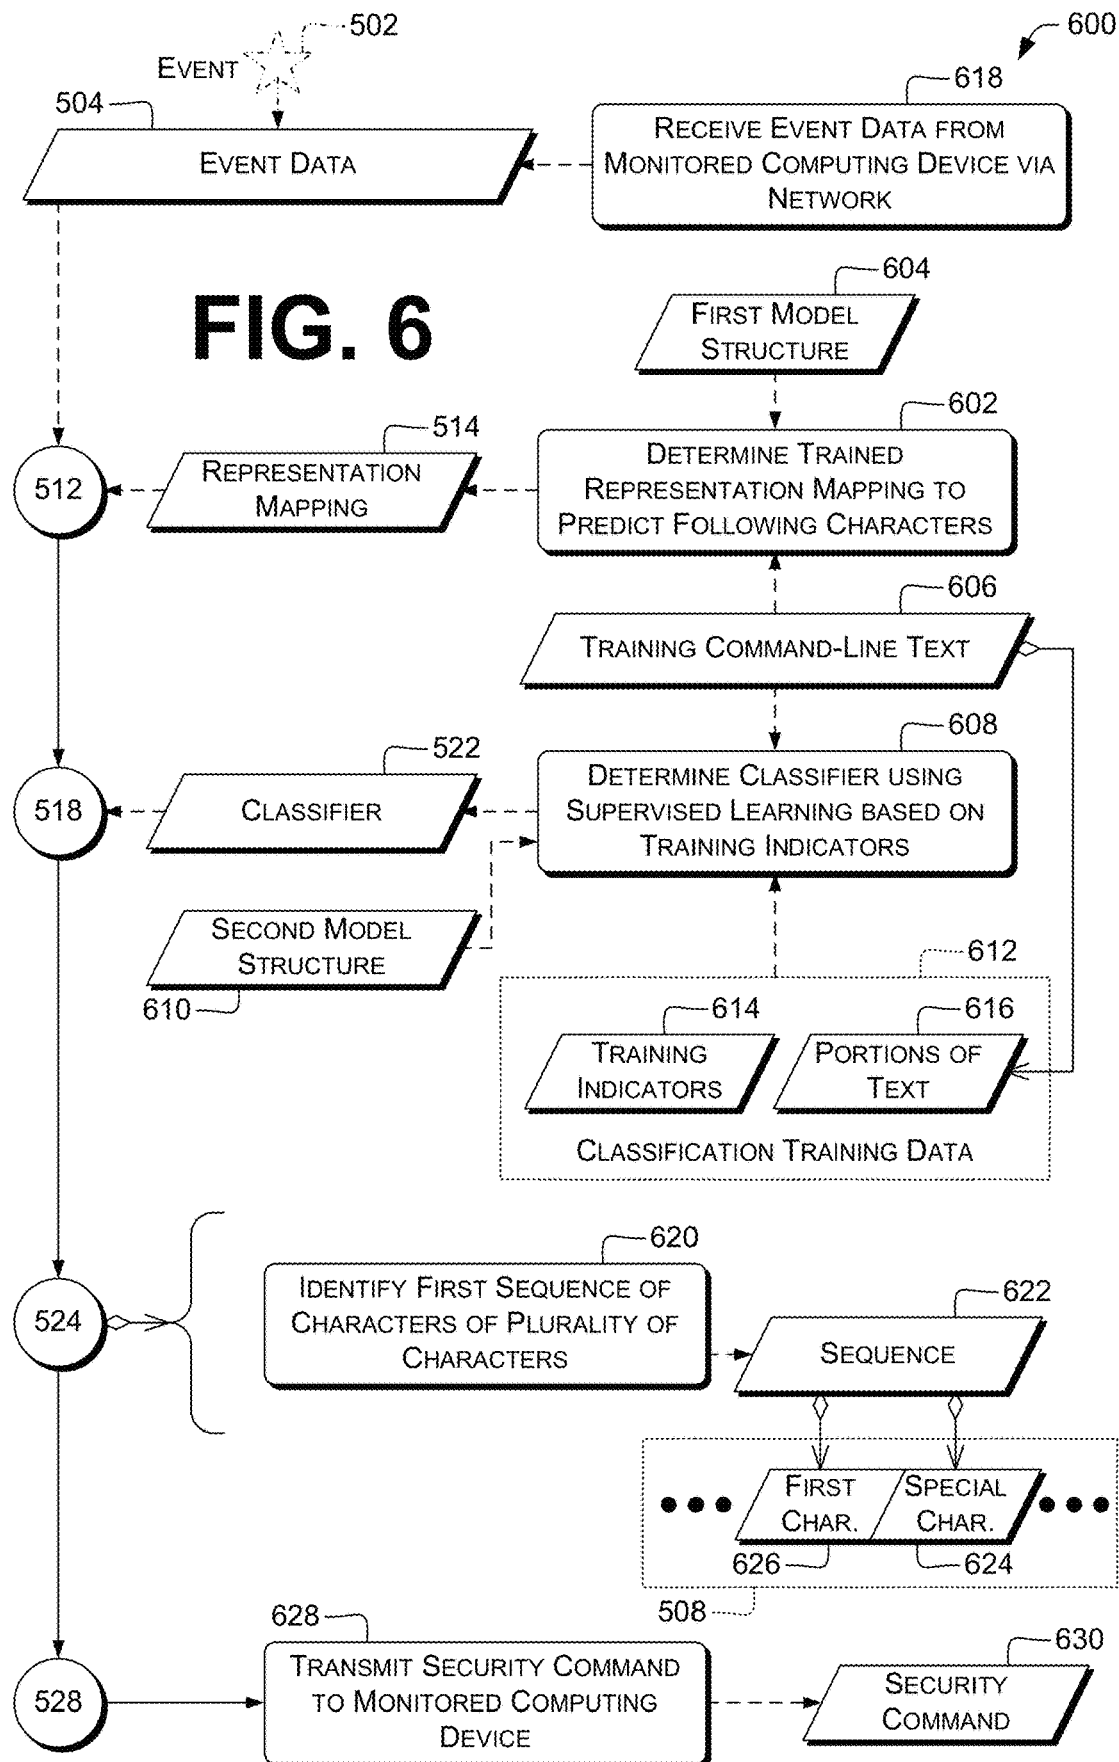 502
600
EVENT
504
618
RECEIVE EVENT DATA FROM
MONITORED COMPUTING DEVICE VIA
NETWORK
EVENT DATA
FIG. 6
604
FIRST MODEL
STRUCTURE
514
602
512
REPRESENTATION
MAPPING
DETERMINE TRAINED
REPRESENTATION MAPPING TO
PREDICT FOLLOWING CHARACTERS
606
TRAINING COMMAND-LINE TEXT
522
608
518
CLASSIFIER
DETERMINE CLASSIFIER USING
SUPERVISED LEARNING BASED ON
TRAINING INDICATORS
SECOND MODEL
STRUCTURE
610
612
614
616
TRAINING
INDICATORS
PORTIONS OF
TEXT
CLASSIFICATION TRAINING DATA
620
524
IDENTIFY FIRST SEQUENCE OF
CHARACTERS OF PLURALITY OF
CHARACTERS
622
SEQUENCE
FIRST
CHAR.
SPECIAL
CHAR.
626
624
508
628
630
528
TRANSMIT SECURITY COMMAND
TO MONITORED COMPUTING
DEVICE
SECURITY
COMMAND